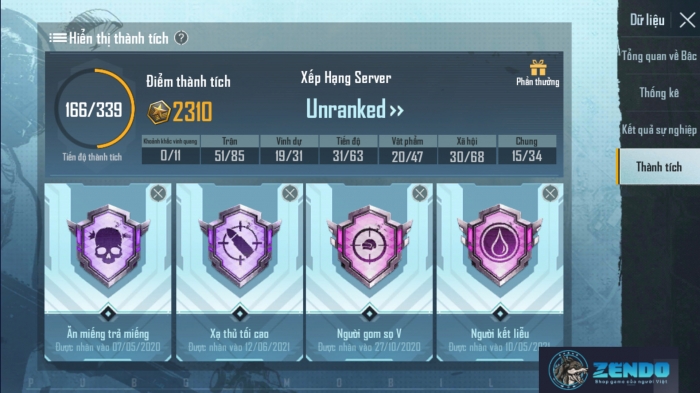 Hiển thị thành tích ?
Dữ liệu
Tổng quan về Bậc
Thống kê
Kết quả sự nghiệp
Thành tích
166/339
Tiến độ thành tích
Điểm thành tích
2310
Xếp Hạng Server
Unranked >>
Phần thưởng
Khoảnh khắc vinh quang Trận Vinh dự Tiến độ Vật phẩm Xã hội Chung
0/11 51/85 19/31 31/63 20/47 30/68 15/34
Ăn miếng trả miếng
Được nhận vào 07/05/2020
Xạ thủ tối cao
Được nhận vào 12/06/2021
Người gom sọ V
Được nhận vào 27/10/2020
Người kết liễu
Được nhận vào 10/05/
ZENDO
Shop game của người Việt